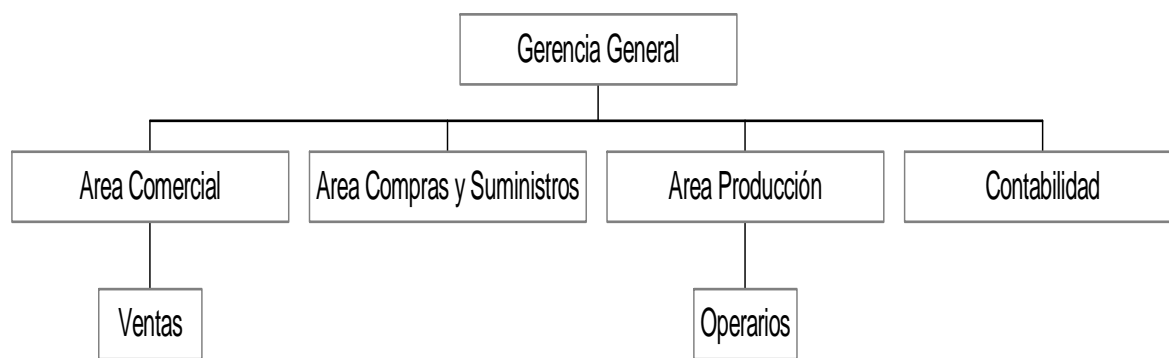 Gerencia General
Area Comercial
Area Compras y Suministros
Area Producción
Contabilidad
Ventas
Operarios